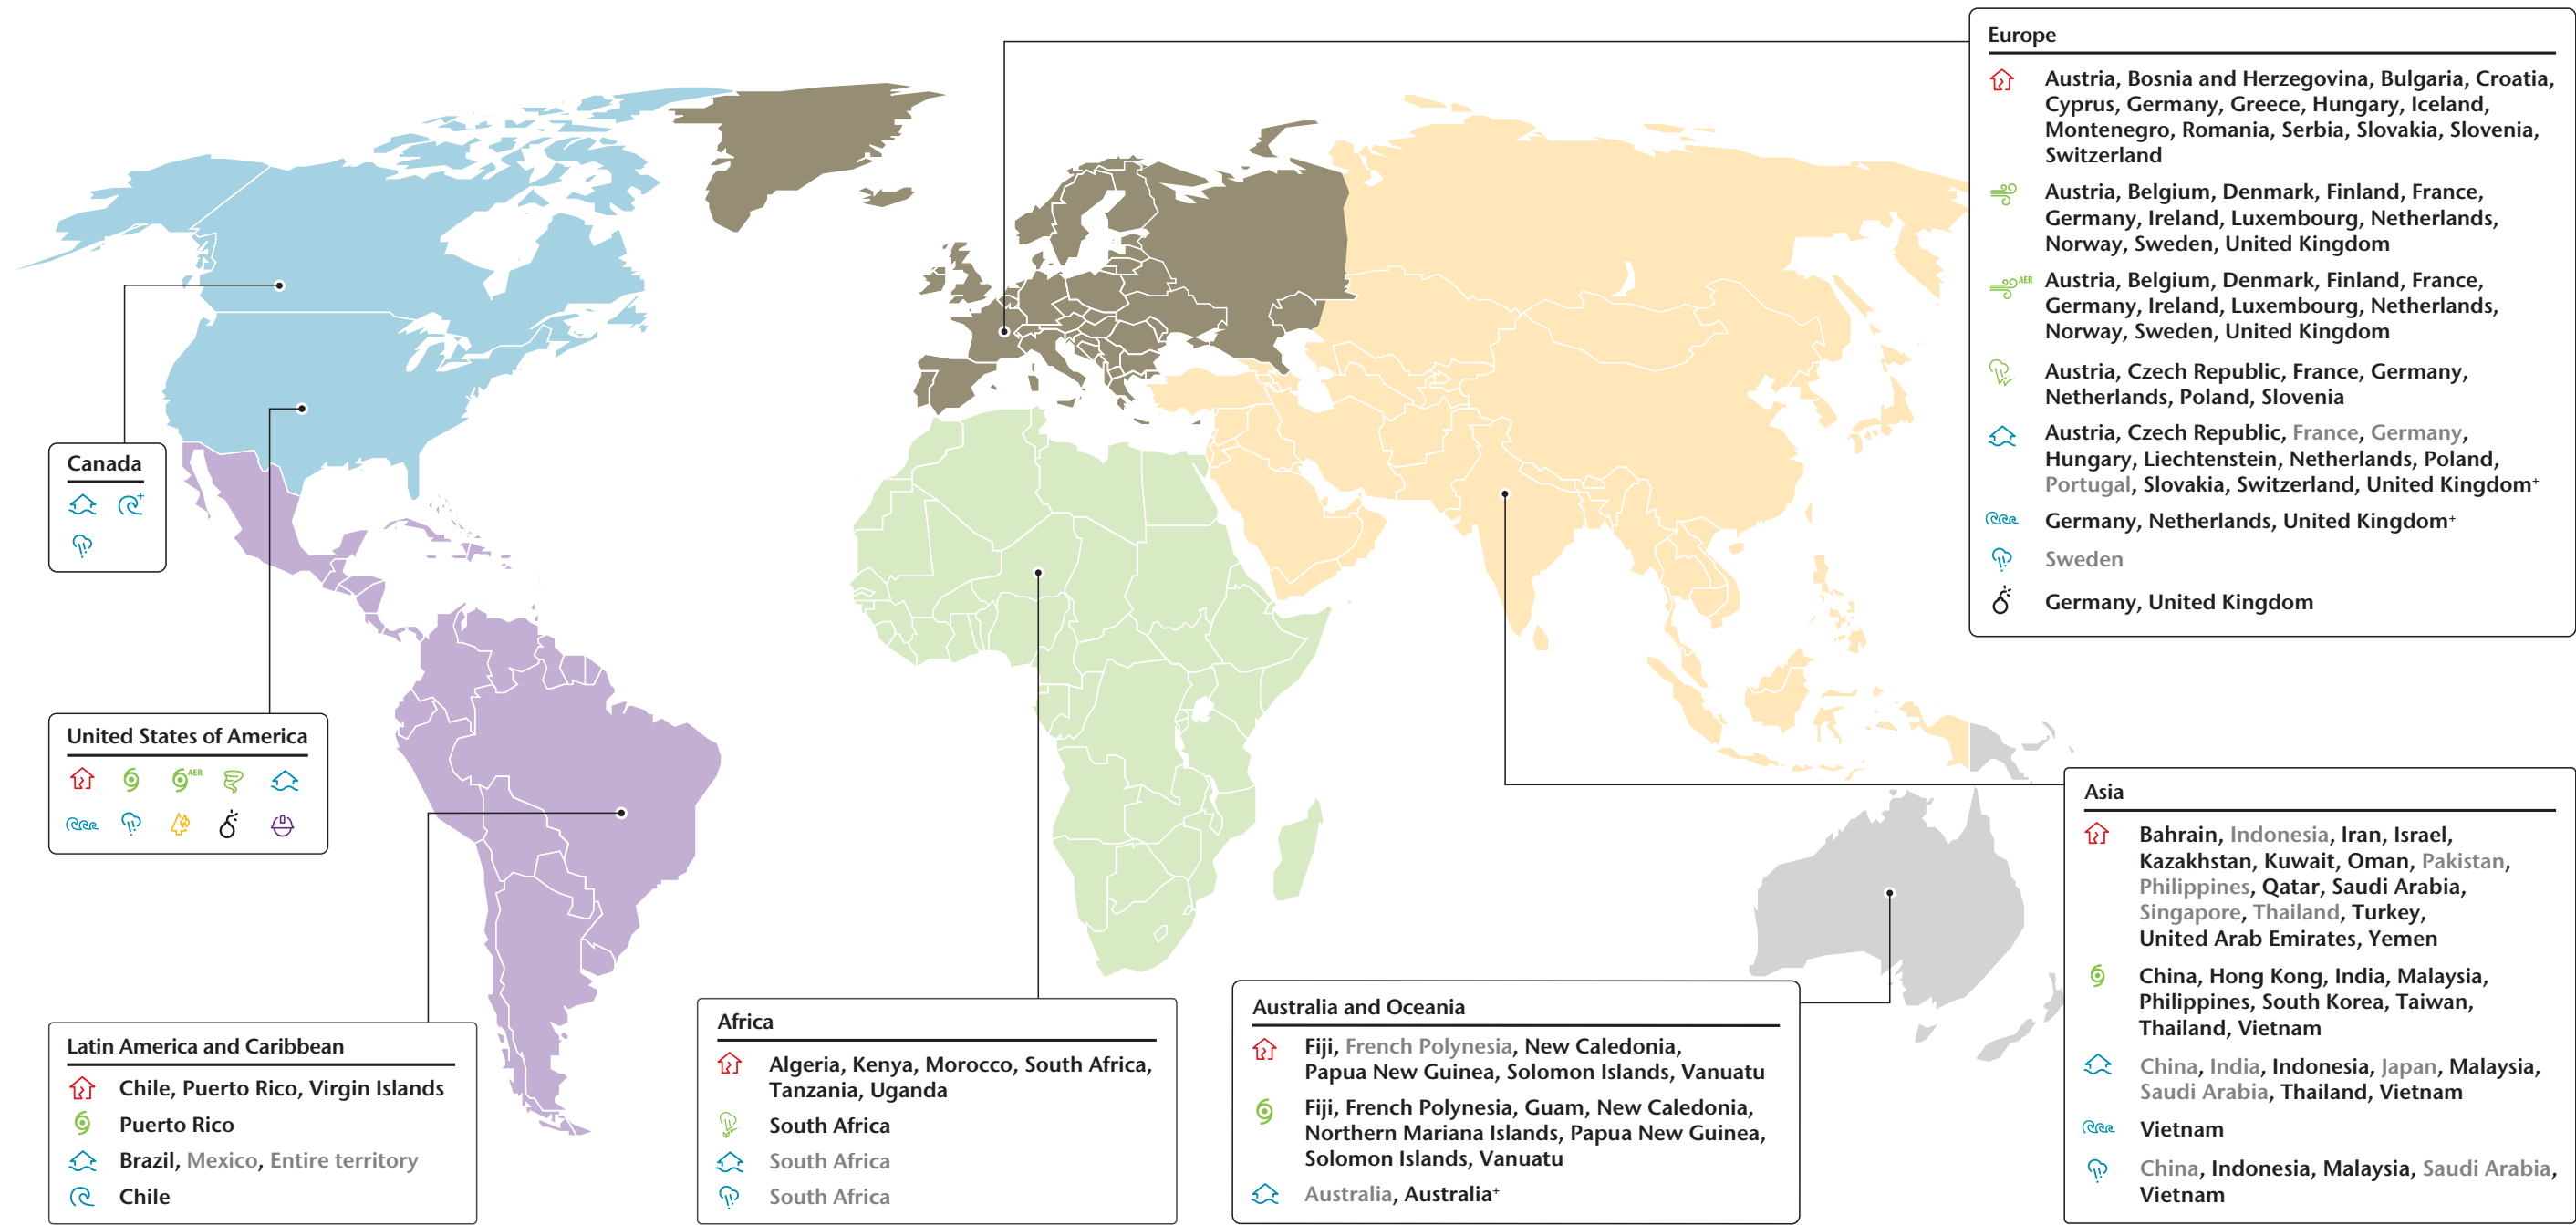 Europe
Austria, Bosnia and Herzegovina, Bulgaria, Croatia,
Cyprus, Germany, Greece, Hungary, Iceland,
Montenegro, Romania, Serbia, Slovakia, Slovenia,
Switzerland
Austria, Belgium, Denmark, Finland, France,
Germany, Ireland, Luxembourg, Netherlands,
Norway, Sweden, United Kingdom
AER
Austria, Belgium, Denmark, Finland, France,
Germany, Ireland, Luxembourg, Netherlands,
Norway, Sweden, United Kingdom
Austria, Czech Republic, France, Germany,
Netherlands, Poland, Slovenia
Austria, Czech Republic, France, Germany,
Hungary, Liechtenstein, Netherlands, Poland,
Portugal, Slovakia, Switzerland, United Kingdom+
Germany, Netherlands, United Kingdom+
Sweden
Germany, United Kingdom
Canada
+
United States of America
AER
Latin America and Caribbean
Chile, Puerto Rico, Virgin Islands
Puerto Rico
Brazil, Mexico, Entire territory
Chile
Africa
Algeria, Kenya, Morocco, South Africa,
Tanzania, Uganda
South Africa
South Africa
South Africa
Australia and Oceania
Fiji, French Polynesia, New Caledonia,
Papua New Guinea, Solomon Islands, Vanuatu
Fiji, French Polynesia, Guam, New Caledonia,
Northern Mariana Islands, Papua New Guinea,
Solomon Islands, Vanuatu
Australia, Australia+
Asia
Bahrain, Indonesia, Iran, Israel,
Kazakhstan, Kuwait, Oman, Pakistan,
Philippines, Qatar, Saudi Arabia,
Singapore, Thailand, Turkey,
United Arab Emirates, Yemen
China, Hong Kong, India, Malaysia,
Philippines, South Korea, Taiwan,
Thailand, Vietnam
China, India, Indonesia, Japan, Malaysia,
Saudi Arabia, Thailand, Vietnam
Vietnam
China, Indonesia, Malaysia, Saudi Arabia,
Vietnam